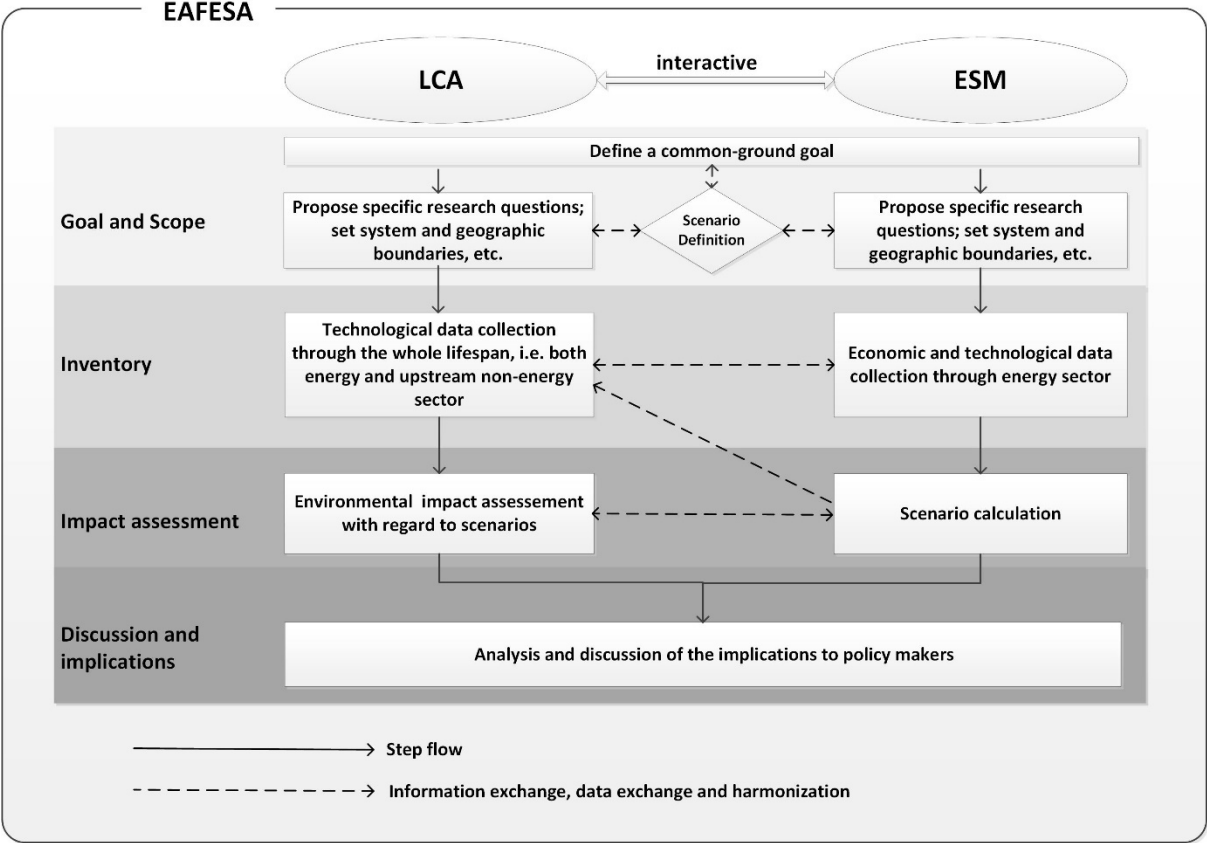 EAFESA
LCA
interactive
ESM
Define a common-ground goal
Goal and Scope
Propose specific research questions;
set system and geographic
boundaries, etc.
Scenario
Definition
Propose specific research
questions; set system and
geographic boundaries, etc.
Inventory
Technological data collection
through the whole lifespan, i.e. both
energy and upstream non-energy
sector
Economic and technological data
collection through energy sector
Impact assessment
Environmental impact assessement
with regard to scenarios
Scenario calculation
Discussion and
implications
Analysis and discussion of the implications to policy makers
Step flow
Information exchange, data exchange and harmonization